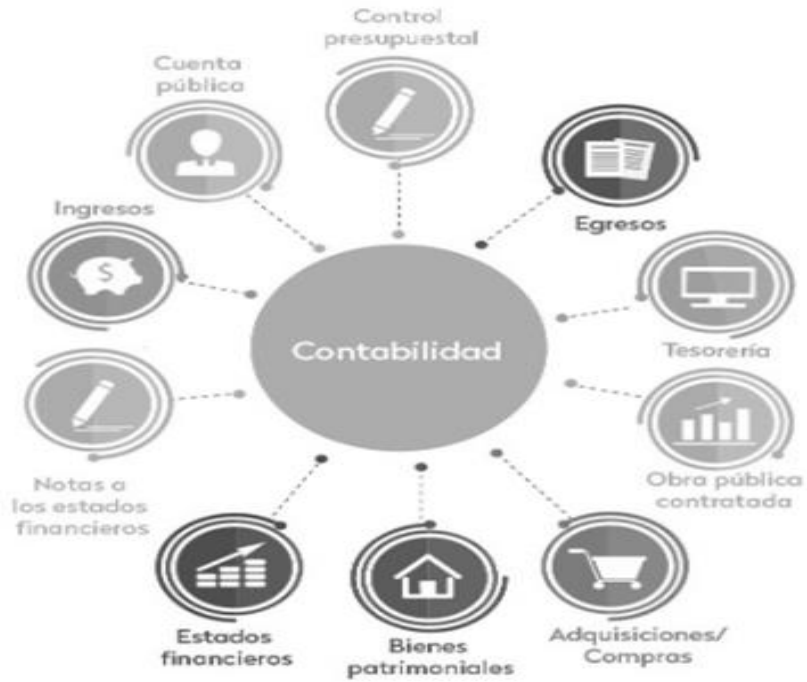 Control
presupuestal
Cuenta
pública
Egresos
Ingresos
$
Contabilidad
Tesorería
Obra pública
contratada
Notas a
los estados
financieros
Estados
financieros
Bienes
patrimoniales
Adquisiciones/
Compras